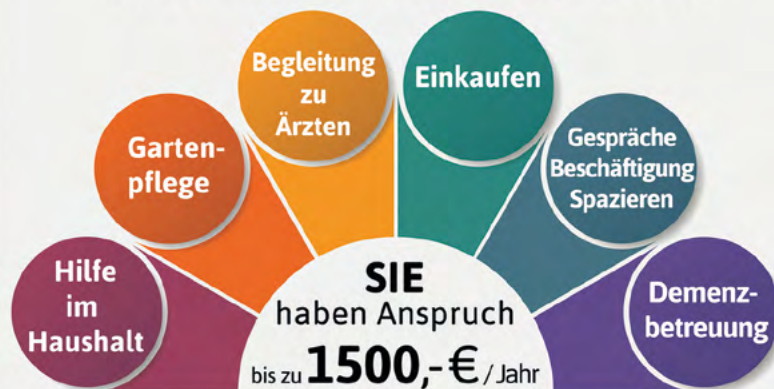 Hilfe
im
Haushalt
Garten-
pflege
Begleitung
zu
Ärzten
Einkaufen
Gespräche
Beschäftigung
Spazieren
Demenz-
betreuung
SIE
haben Anspruch
bis zu 1500,-€/Jahr